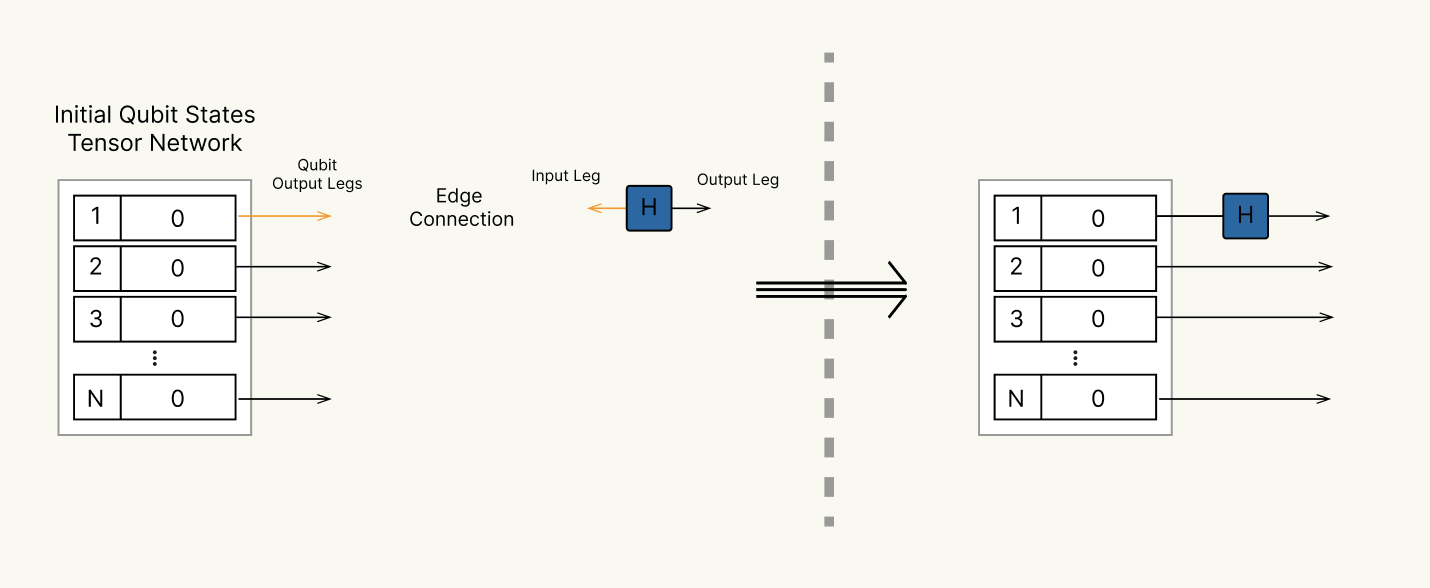 Initial Qubit States
Tensor Network
Qubit
Output Legs
1 0
2 0
3 0
N 0
Edge
Connection
Input Leg
H
Output Leg
1 0
H
2 0
3 0
N 0